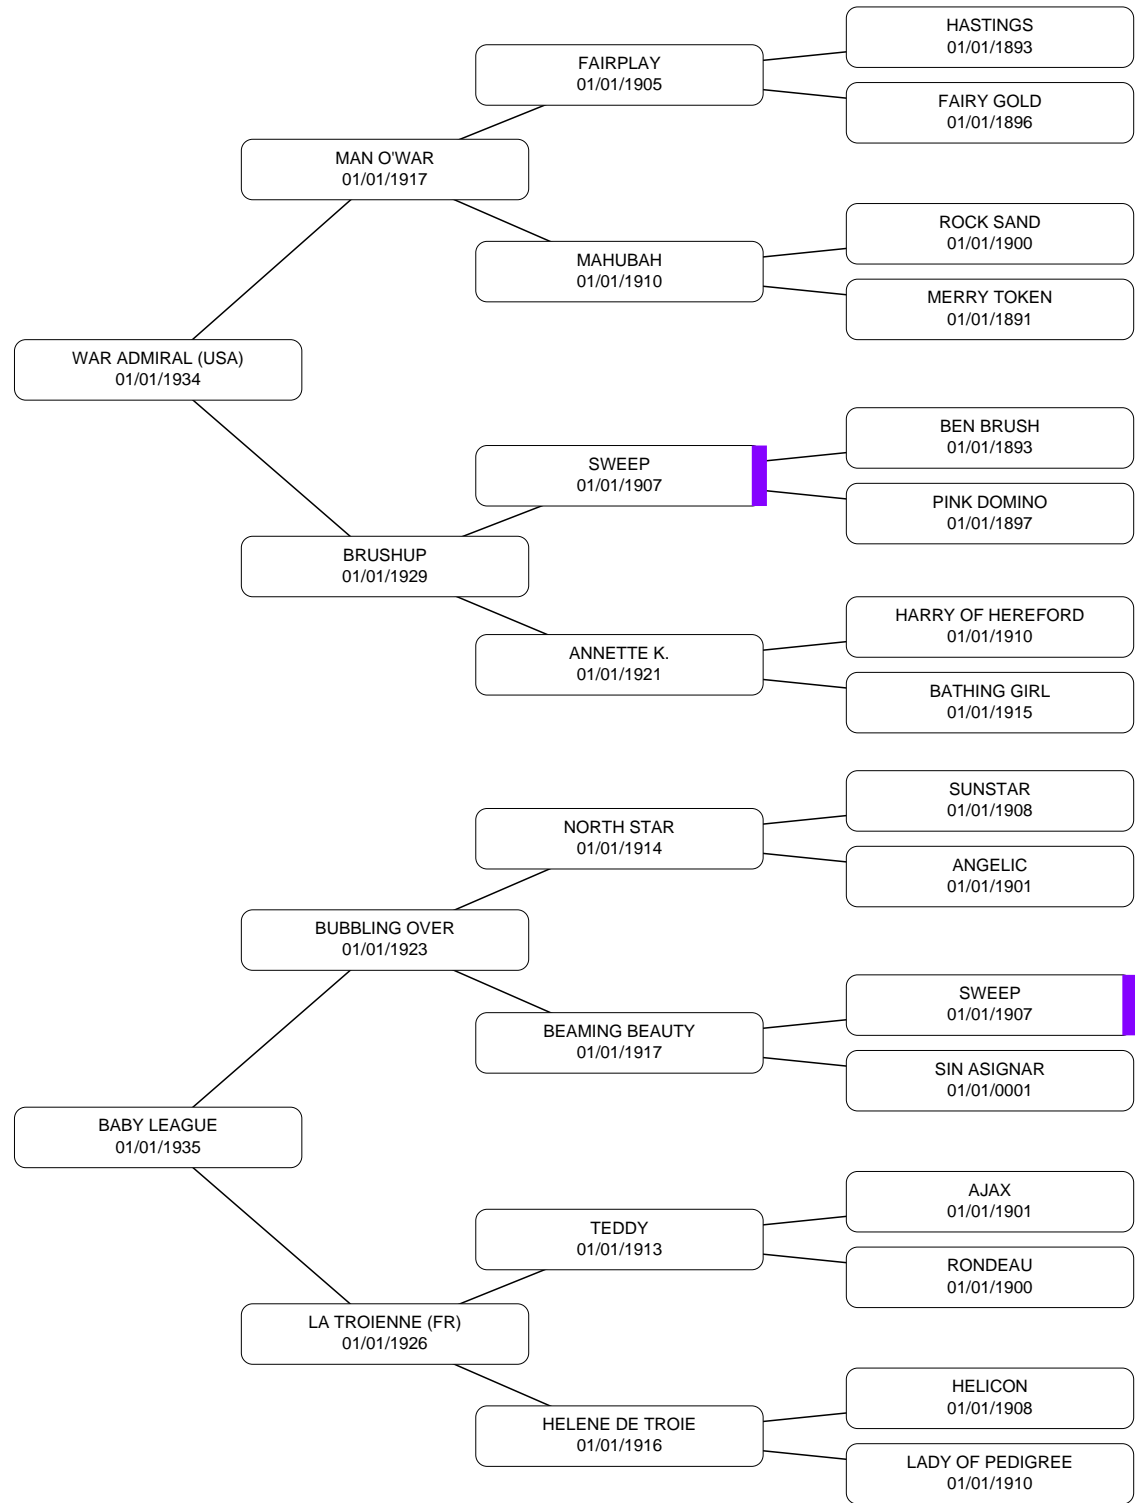 HASTINGS
01/01/1893
FAIRPLAY
01/01/1905
FAIRY GOLD
01/01/1896
MAN O'WAR
01/01/1917
ROCK SAND
01/01/1900
MAHUBAH
01/01/1910
MERRY TOKEN
01/01/1891
WAR ADMIRAL (USA)
01/01/1934
BEN BRUSH
01/01/1893
SWEEP
01/01/1907
PINK DOMINO
01/01/1897
BRUSHUP
01/01/1929
HARRY OF HEREFORD
01/01/1910
ANNETTE K.
01/01/1921
BATHING GIRL
01/01/1915
SUNSTAR
01/01/1908
NORTH STAR
01/01/1914
ANGELIC
01/01/1901
BUBBLING OVER
01/01/1923
SWEEP
01/01/1907
BEAMING BEAUTY
01/01/1917
SIN ASIGNAR
01/01/0001
BABY LEAGUE
01/01/1935
AJAX
01/01/1901
TEDDY
01/01/1913
RONDEAU
01/01/1900
LA TROIENNE (FR)
01/01/1926
HELICON
01/01/1908
HELENE DE TROIE
01/01/1916
LADY OF PEDIGREE
01/01/1910